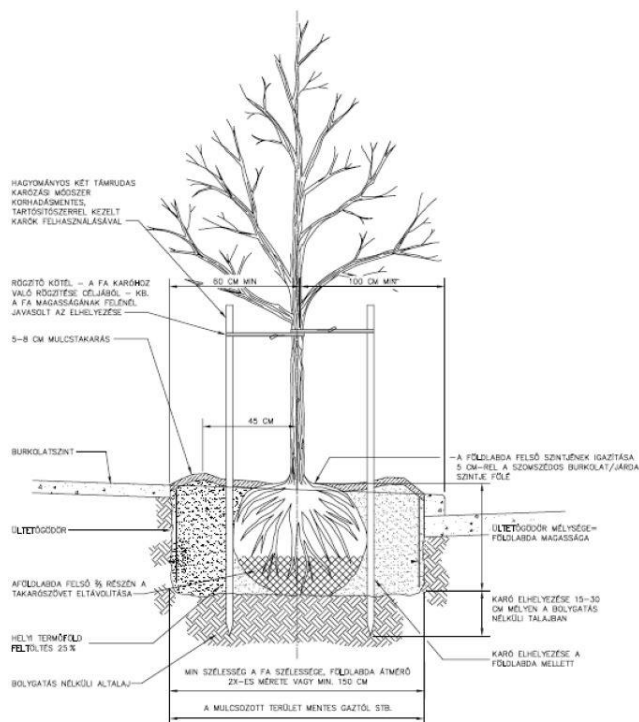 HAGYOMÁNYOS KÉT TÁMRUDAS
KARÓZÁSI MÓDSZER
KORHADÁSMENTES,
TARTÓSÍTÓSZERREL KEZELT
KARÓK FELHASZNÁLÁSÁVAL
RÖGZÍTŐ KÖTÉL – A FA KARÓHOZ
VALÓ RÖGZÍTÉSE CÉLJÁBÓL – KB.
A FA MAGASSÁGÁNAK FELÉNÉL
JAVASOLT AZ ELHELYEZÉSE
60 CM MIN
100 CM MIN
5-8 CM MULCSTAKARÁS
45 CM
BURKOLATSZINT
-A FÖLDLABDA FELSŐ SZINTJÉNEK IGAZÍTÁSA
5 CM-REL A SZOMSZÉDOS BURKOLAT/JÁRDA
SZINTJE FÖLÉ
ÜLTETŐGÖDÖR
ÜLTETŐGÖDÖR MÉLYSÉGE=
FÖLDLABDA MAGASSÁGA
AFÖLDLABDA FELSŐ ⅔ RÉSZÉN A
TAKARÓSZÖVET ELTÁVOLÍTÁSA
KARÓ ELHELYEZÉSE 15-30
CM MÉLYEN A BOLYGATÁS
NÉLKÜLI TALAJBAN
HELYI TERMŐFÖLD
FELTÖLTÉS 25%
KARÓ ELHELYEZÉSE A
FÖLDLABDA MELLETT
BOLYGATÁS NÉLKÜLI ALTALAJ
MIN SZÉLESSÉG A FA SZÉLESSÉGE, FÖLDLABDA ÁTMÉRŐ
2X-ES MÉRETE VAGY MIN. 150 CM
A MULCSOZOTT TERÜLET MENTES GAZTÓL STB.